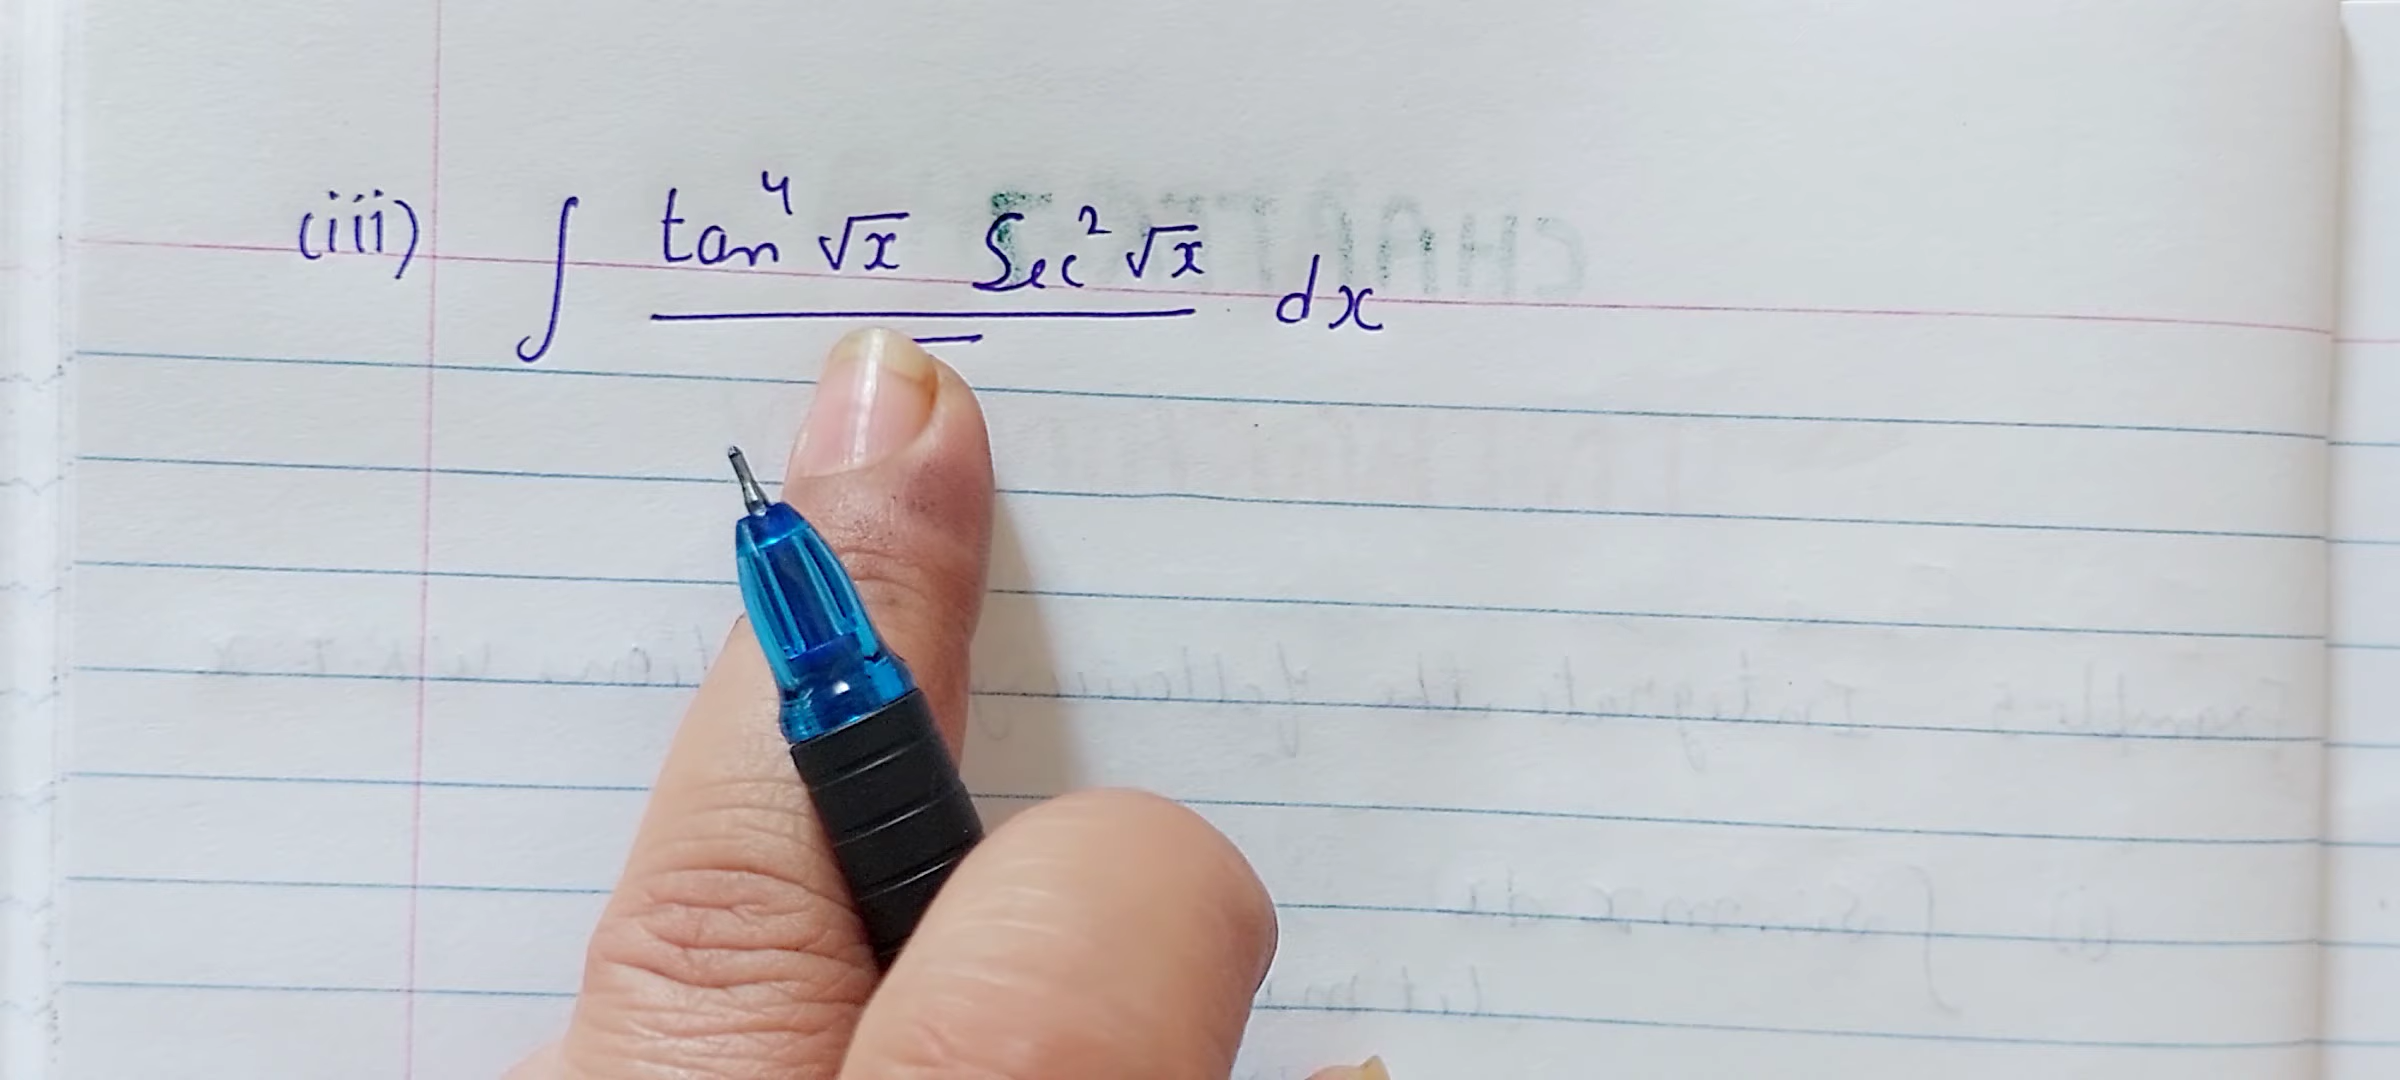 (iii) ∫ tan⁴ √x Sec² √x dx